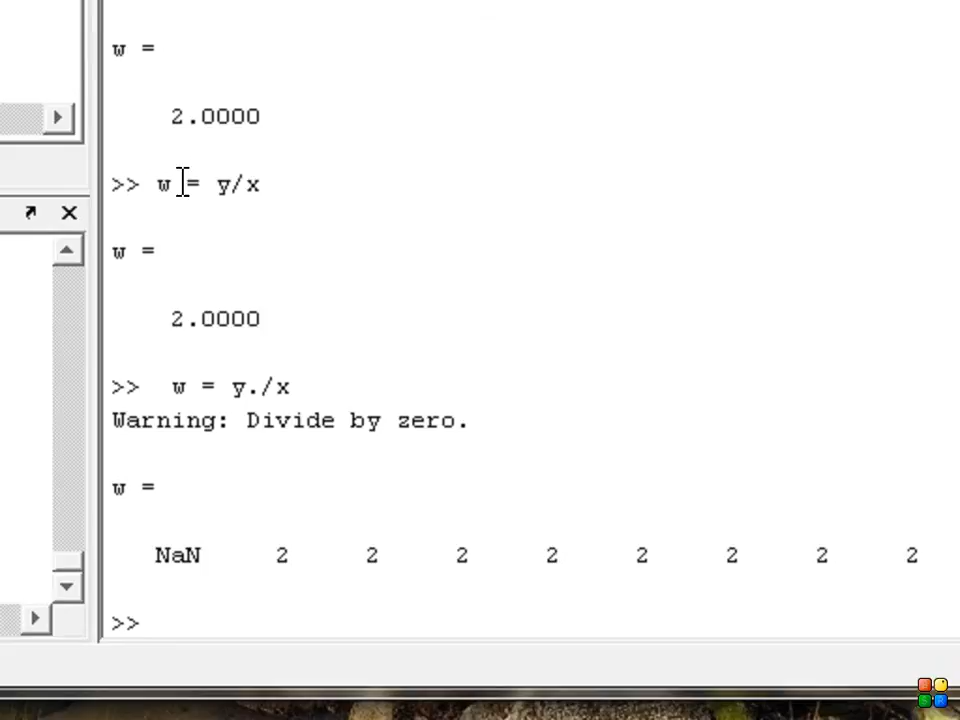 w =
2.0000
>> w = y/x
w =
2.0000
>>  w = y./x
Warning: Divide by zero.
w =
NaN 2 2 2 2 2 2 2 2
>>